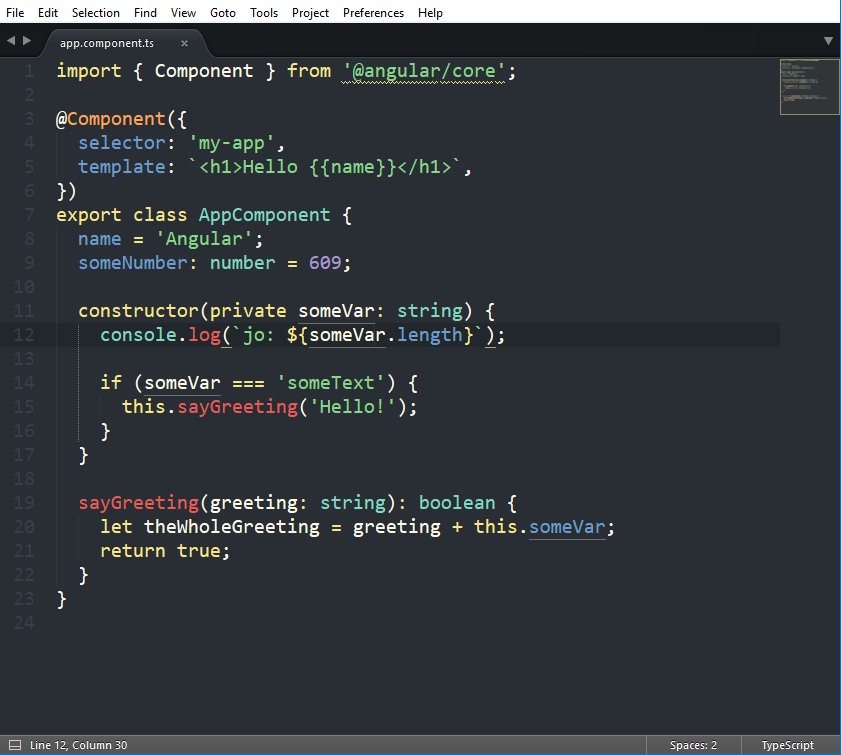 File Edit Selection Find View Goto Tools Project Preferences Help
app.component.ts ×
1 import { Component } from '@angular/core';
2
3 @Component({
4   selector: 'my-app',
5   template: `<h1>Hello {{name}}</h1>`,
6 })
7 export class AppComponent {
8   name = 'Angular';
9   someNumber: number = 609;
10
11   constructor(private someVar: string) {
12     console.log(`jo: ${someVar.length}`);
13
14     if (someVar === 'someText') {
15       this.sayGreeting('Hello!');
16     }
17   }
18
19   sayGreeting(greeting: string): boolean {
20     let theWholeGreeting = greeting + this.someVar;
21     return true;
22   }
23 }
24
Line 12, Column 30 Spaces: 2 TypeScript